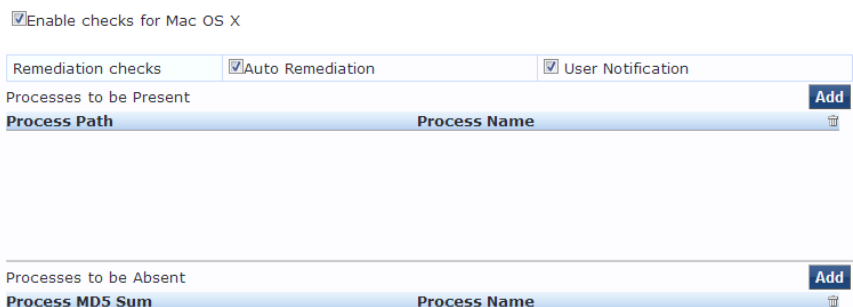 Enable checks for Mac OS X
Remediation checks Auto Remediation User Notification
Processes to be Present Add
Process Path Process Name
Processes to be Absent Add
Process MD5 Sum Process Name